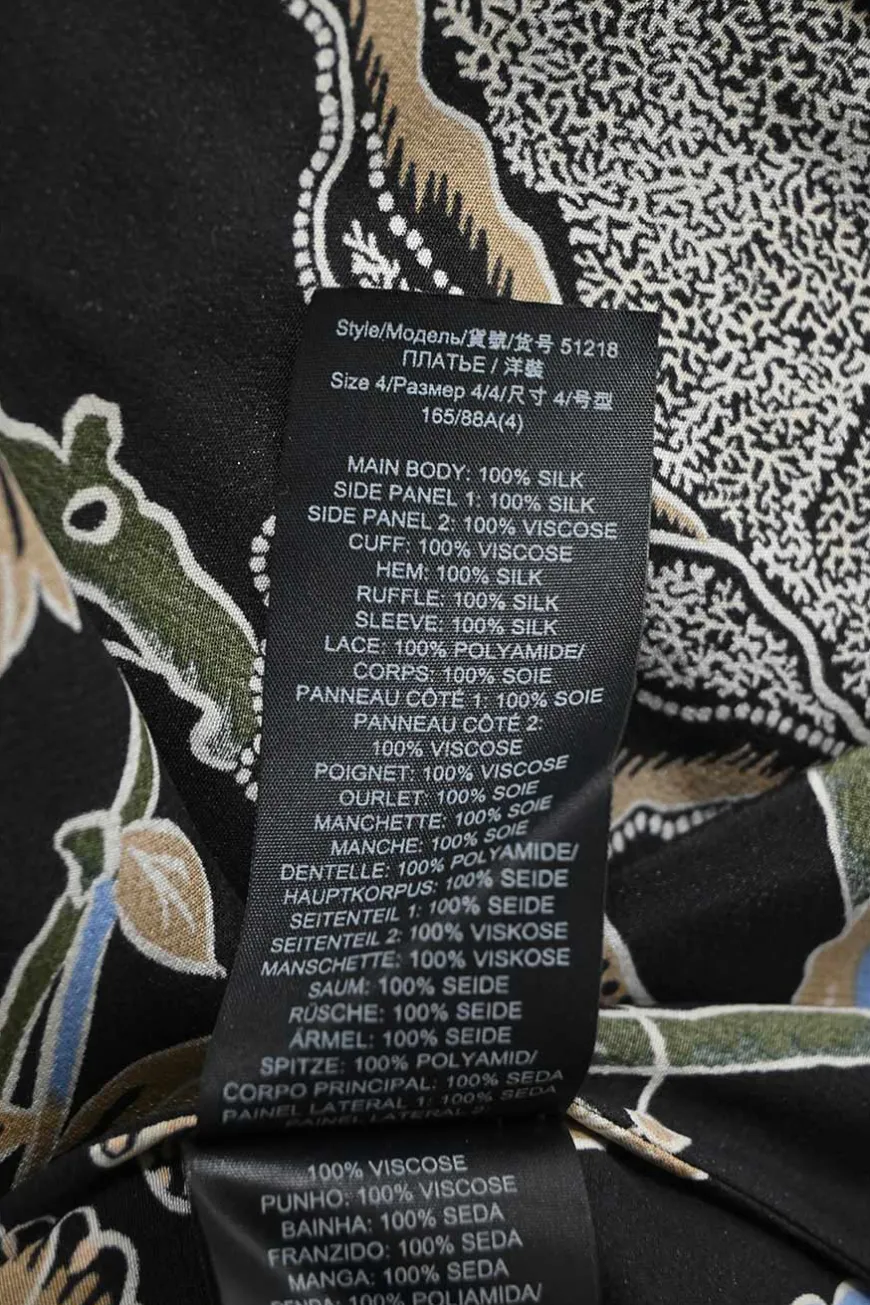 Style/Модель/貨號/货号 51218
ПЛАТЬЕ / 洋裝
Size 4/Размер 4/4/尺寸 4/号型
165/88A(4)
MAIN BODY: 100% SILK
SIDE PANEL 1: 100% SILK
SIDE PANEL 2: 100% VISCOSE
CUFF: 100% VISCOSE
HEM: 100% SILK
RUFFLE: 100% SILK
SLEEVE: 100% SILK
LACE: 100% POLYAMIDE/
CORPS: 100% SOIE
PANNEAU CÔTÉ 1: 100% SOIE
PANNEAU CÔTÉ 2:
100% VISCOSE
POIGNET: 100% VISCOSE
OURLET: 100% SOIE
MANCHETTE: 100% SOIE
MANCHE: 100% SOIE
DENTELLE: 100% POLYAMIDE/
HAUPTKORPUS: 100% SEIDE
SEITENTEIL 1: 100% SEIDE
SEITENTEIL 2: 100% VISKOSE
MANSCHETTE: 100% VISKOSE
SAUM: 100% SEIDE
RÜSCHE: 100% SEIDE
ÄRMEL: 100% SEIDE
SPITZE: 100% POLYAMID/
CORPO PRINCIPAL: 100% SEDA
PAINEL LATERAL 1: 100% SEDA
PAINEL LATERAL 2
100% VISCOSE
PUNHO: 100% VISCOSE
BAINHA: 100% SEDA
FRANZIDO: 100% SEDA
MANGA: 100% SEDA
RENDA: 100% POLIAMIDA/